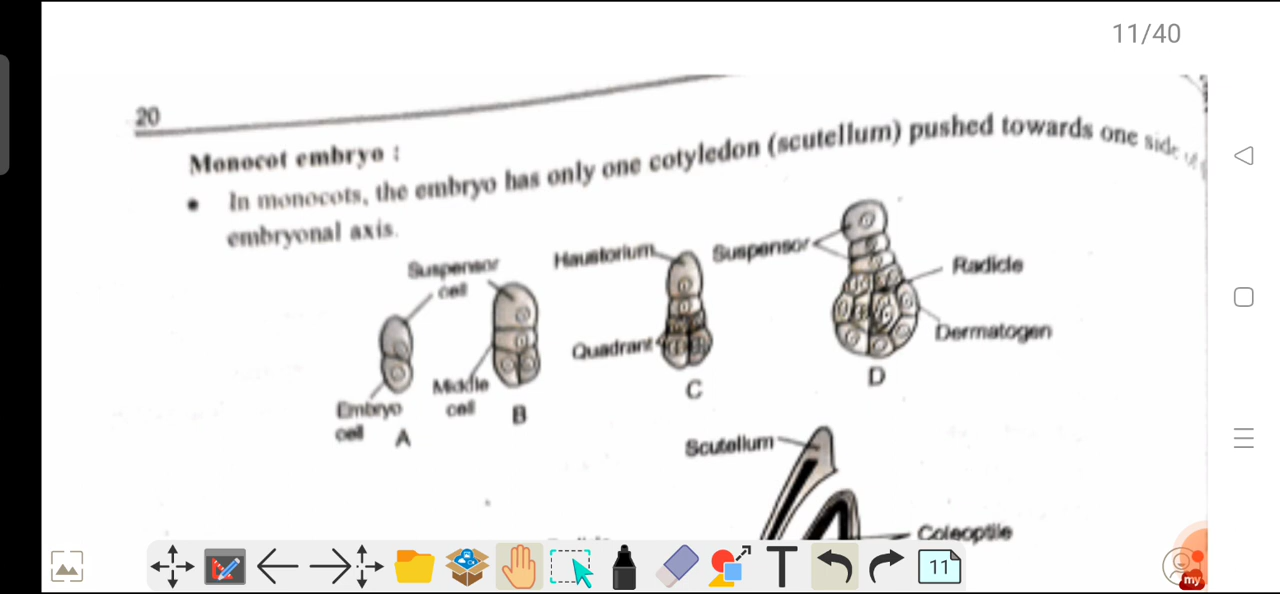 11/40
20
Monocot embryo :
• In monocots, the embryo has only one cotyledon (scutellum) pushed towards one side
embryonal axis.
Suspensor
cell
Haustorium
Suspensor
Radicle
Quadrant
Dermatogen
Middle
cell
Embryo
cell
A
B
C
D
Scutellum
Coleoptile
T
11
my